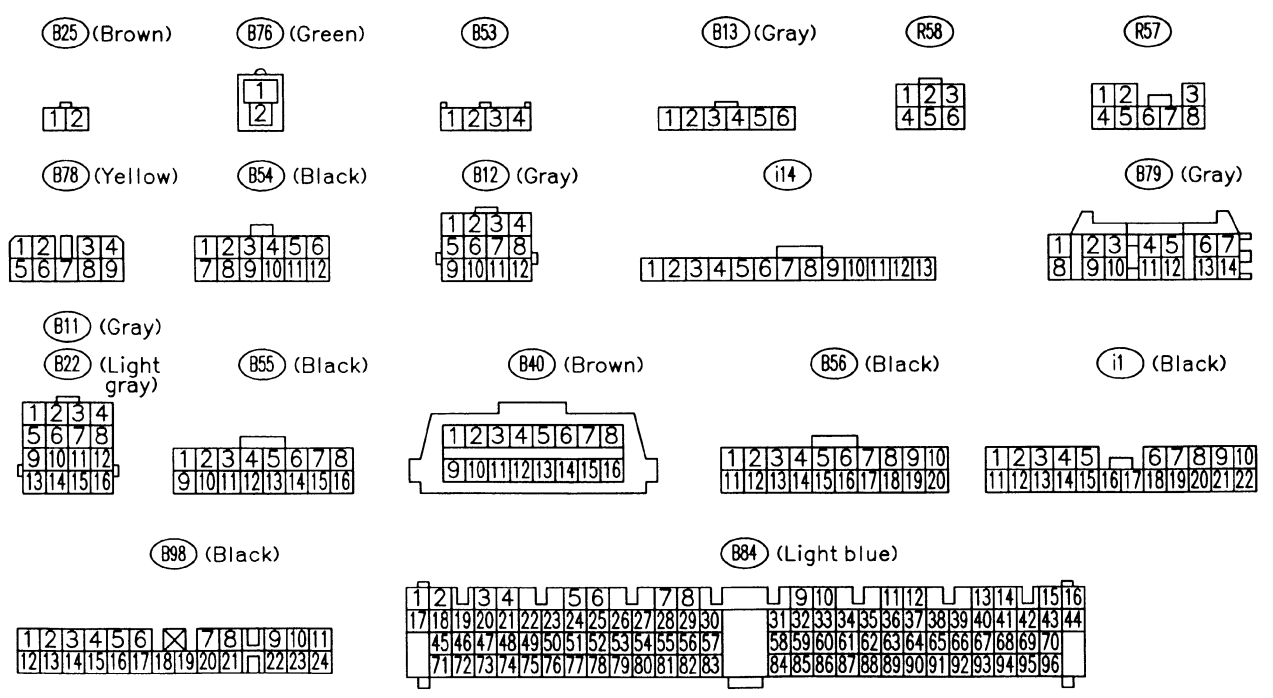 B25 (Brown) B76 (Green) B53 B13 (Gray) R58 R57
1 2
1
2
1 2 3 4
1 2 3 4 5 6
1 2 3
4 5 6
1 2 3
4 5 6 7 8
B78 (Yellow) B54 (Black) B12 (Gray) i14 B79 (Gray)
1 2 3 4
5 6 7 8 9
1 2 3 4 5 6
7 8 9 10 11 12
1 2 3 4
5 6 7 8
9 10 11 12
1 2 3 4 5 6 7 8 9 10 11 12 13
1 2 3 4 5 6 7
8 9 10 11 12 13 14
B11 (Gray)
B22 (Light gray) B55 (Black) B40 (Brown) B56 (Black) i1 (Black)
1 2 3 4
5 6 7 8
9 10 11 12
13 14 15 16
1 2 3 4 5 6 7 8
9 10 11 12 13 14 15 16
1 2 3 4 5 6 7 8
9 10 11 12 13 14 15 16
1 2 3 4 5 6 7 8 9 10
11 12 13 14 15 16 17 18 19 20
1 2 3 4 5 6 7 8 9 10
11 12 13 14 15 16 17 18 19 20 21 22
B98 (Black) B84 (Light blue)
1 2 3 4 5 6 7 8 9 10 11
12 13 14 15 16 17 18 19 20 21 22 23 24
1 2 3 4 5 6 7 8 9 10 11 12 13 14 15 16
17 18 19 20 21 22 23 24 25 26 27 28 29 30 31 32 33 34 35 36 37 38 39 40 41 42 43 44
45 46 47 48 49 50 51 52 53 54 55 56 57 58 59 60 61 62 63 64 65 66 67 68 69 70
71 72 73 74 75 76 77 78 79 80 81 82 83 84 85 86 87 88 89 90 91 92 93 94 95 96